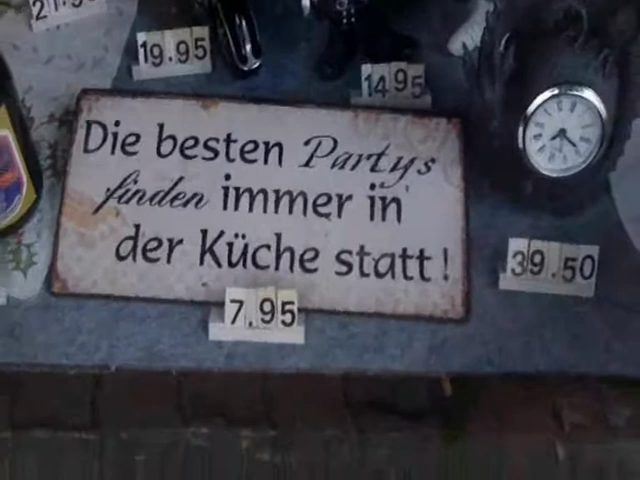 19.95
14.95
Die besten Partys
finden immer in
der Küche statt!
39.50
7.95